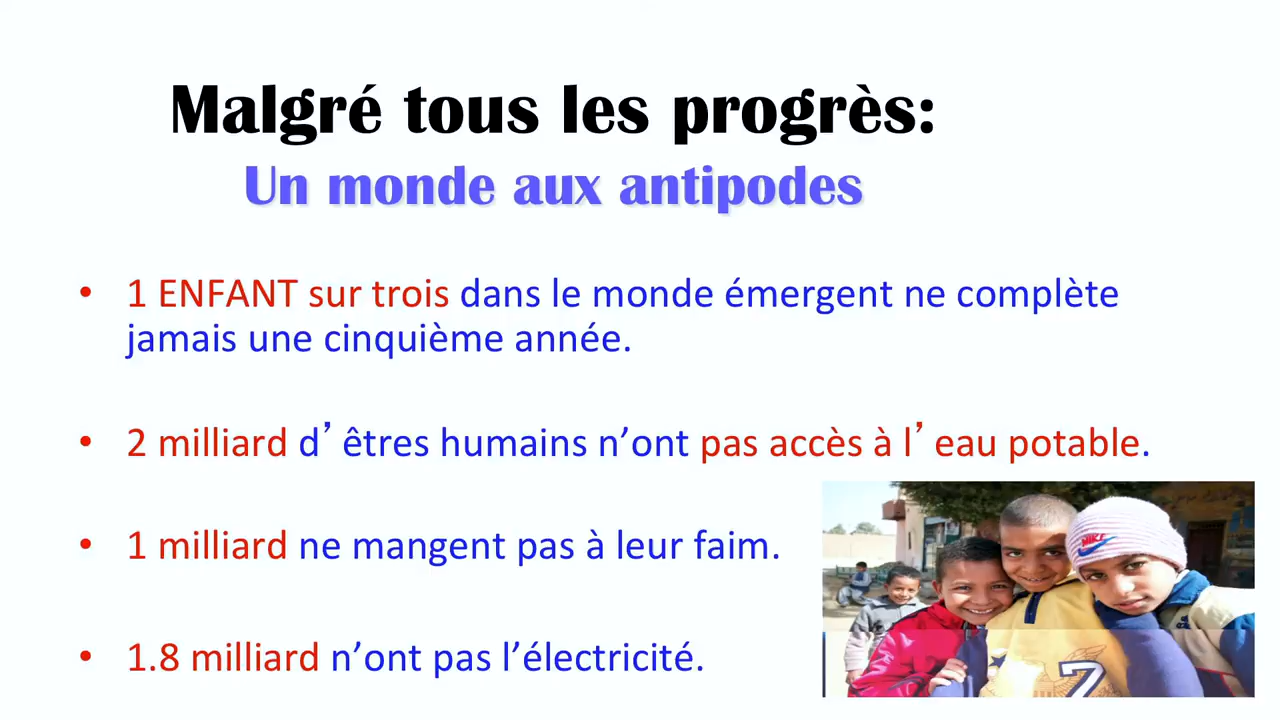 Malgré tous les progrès:
Un monde aux antipodes
• 1 ENFANT sur trois dans le monde émergent ne complète
jamais une cinquième année.
• 2 milliard d’ êtres humains n’ont pas accès à l’ eau potable.
• 1 milliard ne mangent pas à leur faim.
• 1.8 milliard n’ont pas l’électricité.
NIKE
7